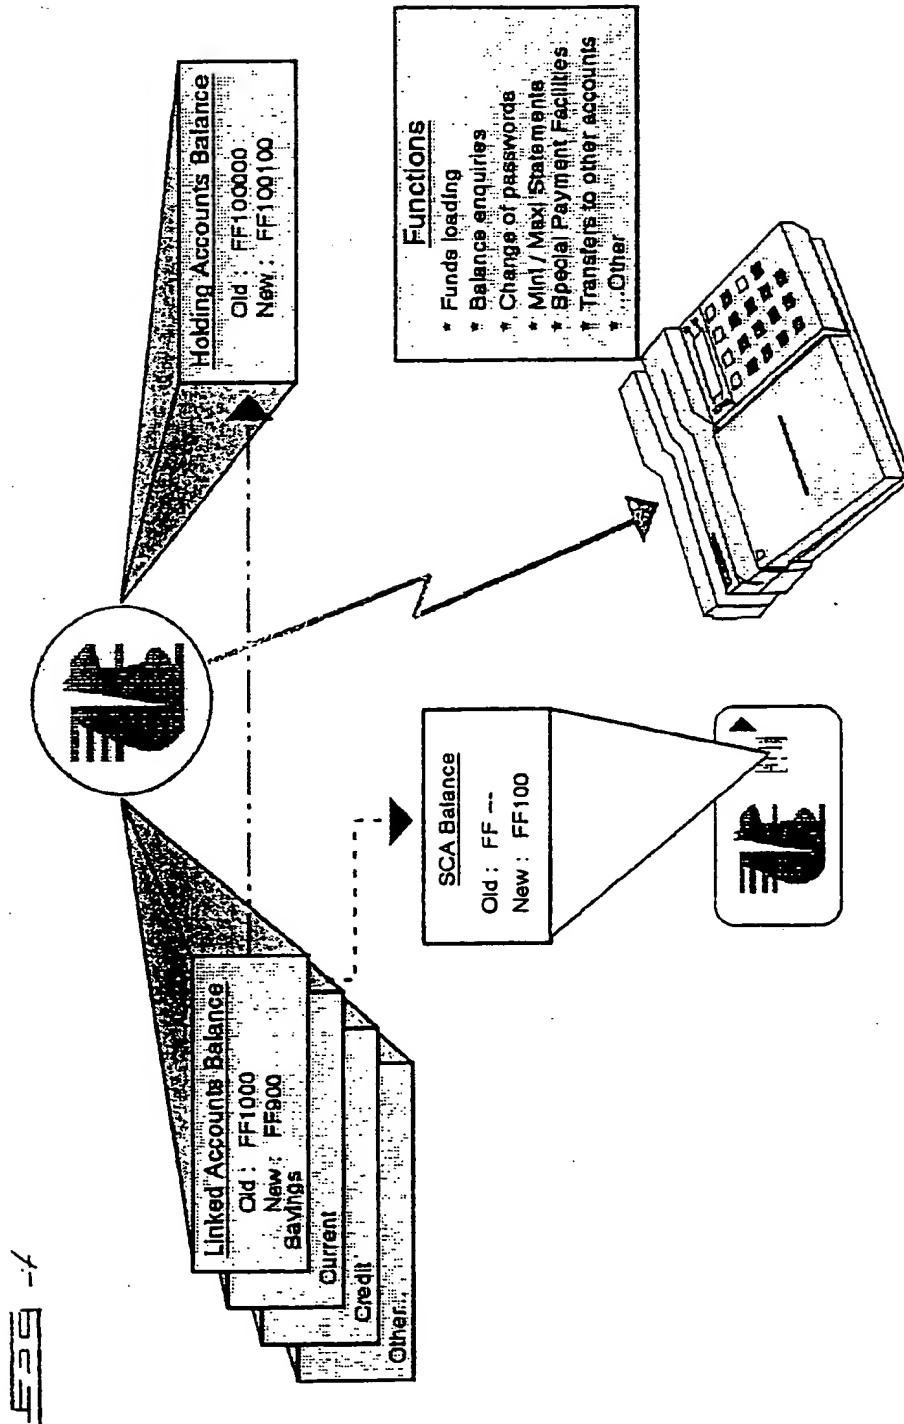 Linked Accounts Balance
Old : FF1000
New : FF900
Savings
Current
Credit
Other...
Holding Accounts Balance
Old : FF100000
New : FF100100
SCA Balance
Old : FF ---
New : FF100
Functions
* Funds loading
* Balance enquiries
* Change of passwords
* Mini / Maxi Statements
* Special Payment Facilities
* Transfers to other accounts
* ...Other